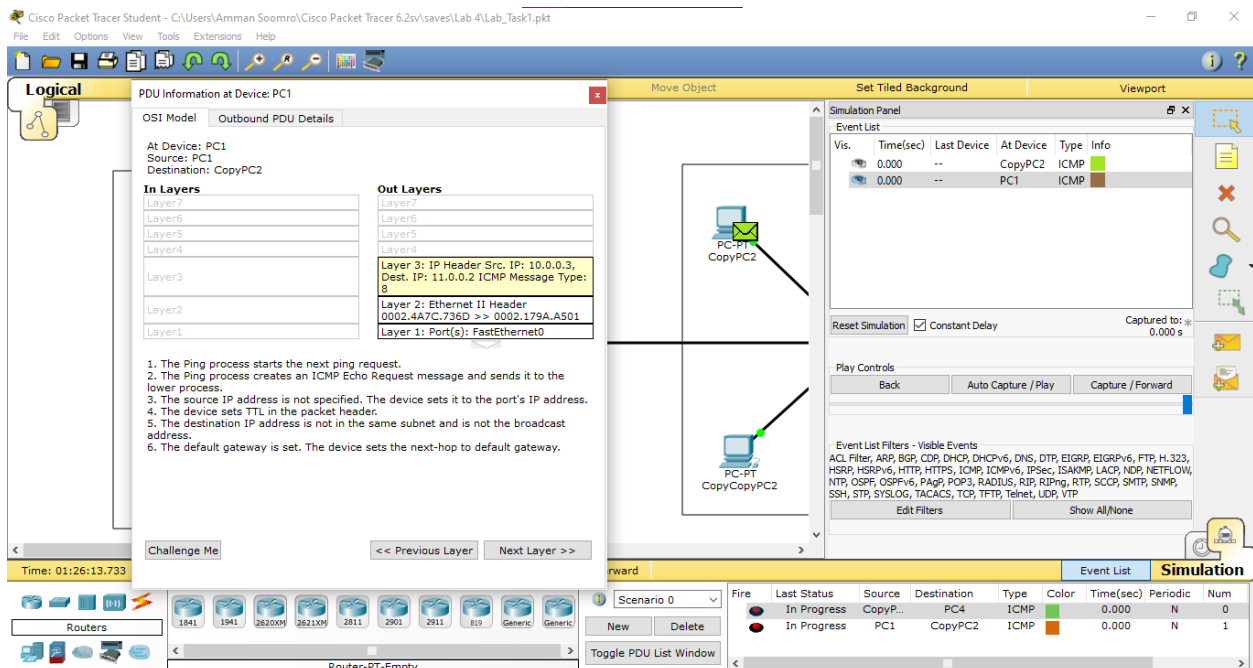 Cisco Packet Tracer Student - C:\Users\Amman Soomro\Cisco Packet Tracer 6.2sv\saves\Lab 4\Lab_Task1.pkt
File Edit Options View Tools Extensions Help
Logical
Move Object
Set Tiled Background
Viewport
PDU Information at Device: PC1
OSI Model
Outbound PDU Details
At Device: PC1
Source: PC1
Destination: CopyPC2
In Layers
Layer7
Layer6
Layer5
Layer4
Layer3
Layer2
Layer1
Out Layers
Layer7
Layer6
Layer5
Layer4
Layer 3: IP Header Src. IP: 10.0.0.3,
Dest. IP: 11.0.0.2 ICMP Message Type:
8
Layer 2: Ethernet II Header
0002.4A7C.736D >> 0002.179A.A501
Layer 1: Port(s): FastEthernet0
1. The Ping process starts the next ping request.
2. The Ping process creates an ICMP Echo Request message and sends it to the
lower process.
3. The source IP address is not specified. The device sets it to the port's IP address.
4. The device sets TTL in the packet header.
5. The destination IP address is not in the same subnet and is not the broadcast
address.
6. The default gateway is set. The device sets the next-hop to default gateway.
Challenge Me
<< Previous Layer
Next Layer >>
PC-PT
CopyPC2
PC-PT
CopyCopyPC2
Simulation Panel
Event List
Vis. Time(sec) Last Device At Device Type Info
0.000 -- CopyPC2 ICMP
0.000 -- PC1 ICMP
Reset Simulation
Constant Delay
Captured to:
0.000 s
Play Controls
Back
Auto Capture / Play
Capture / Forward
Event List Filters - Visible Events
ACL Filter, ARP, BGP, CDP, DHCP, DHCPv6, DNS, DTP, EIGRP, EIGRPv6, FTP, H.323,
HSRP, HSRPv6, HTTP, HTTPS, ICMP, ICMPv6, IPSec, ISAKMP, LACP, NDP, NETFLOW,
NTP, OSPF, OSPFv6, PAgP, POP3, RADIUS, RIP, RIPng, RTP, SCCP, SMTP, SNMP,
SSH, STP, SYSLOG, TACACS, TCP, TFTP, Telnet, UDP, VTP
Edit Filters
Show All/None
Time: 01:26:13.733
rward
Event List
Simulation
Routers
1841
1941
2620XM
2621XM
2811
2901
2911
819
Generic
Generic
Router-PT-Empty
Scenario 0
New
Delete
Toggle PDU List Window
Fire Last Status Source Destination Type Color Time(sec) Periodic Num
In Progress CopyP... PC4 ICMP 0.000 N 0
In Progress PC1 CopyPC2 ICMP 0.000 N 1